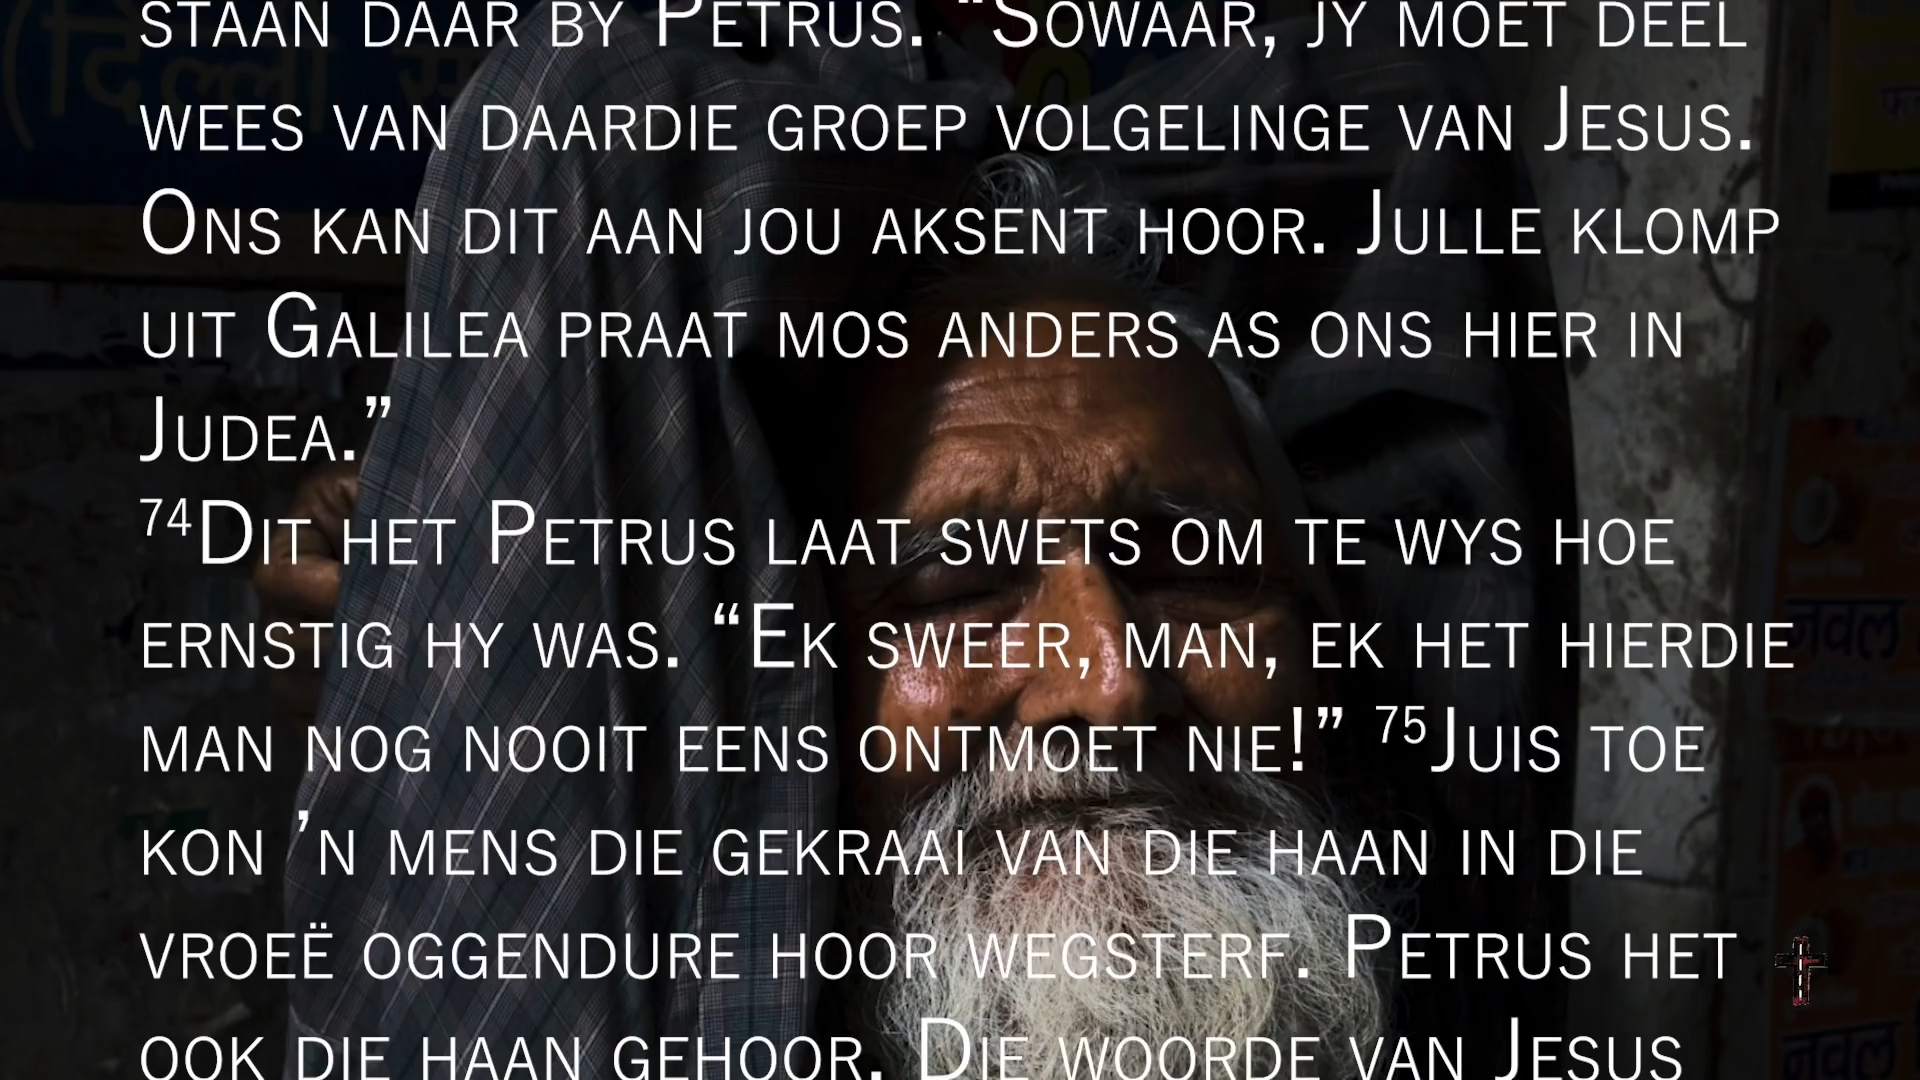 staan daar by Petrus. “Sowaar, jy moet deel
wees van daardie groep volgelinge van Jesus.
Ons kan dit aan jou aksent hoor. Julle klomp
uit Galilea praat mos anders as ons hier in
Judea.”
74Dit het Petrus laat swets om te wys hoe
ernstig hy was. “Ek sweer, man, ek het hierdie
man nog nooit eens ontmoet nie!” 75Juis toe
kon ’n mens die gekraai van die haan in die
vroeë oggendure hoor wegsterf. Petrus het
ook die haan gehoor. Die woorde van Jesus
(दिल्ली
नवल
नवल